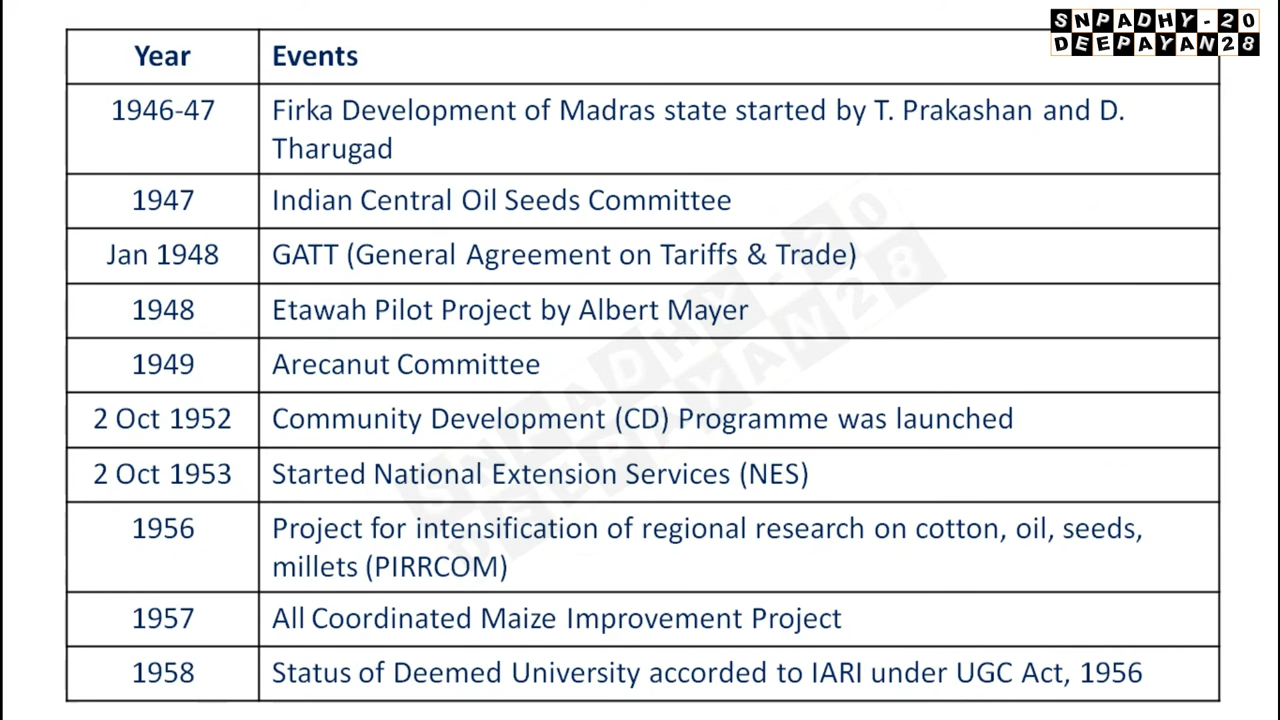 SNPADHY-20
DEEPAYAN28
Year Events
1946-47 Firka Development of Madras state started by T. Prakashan and D.
Tharugad
1947 Indian Central Oil Seeds Committee
Jan 1948 GATT (General Agreement on Tariffs & Trade)
1948 Etawah Pilot Project by Albert Mayer
1949 Arecanut Committee
2 Oct 1952 Community Development (CD) Programme was launched
2 Oct 1953 Started National Extension Services (NES)
1956 Project for intensification of regional research on cotton, oil, seeds,
millets (PIRRCOM)
1957 All Coordinated Maize Improvement Project
1958 Status of Deemed University accorded to IARI under UGC Act, 1956
SNPADHY-20
DEEPAYAN28